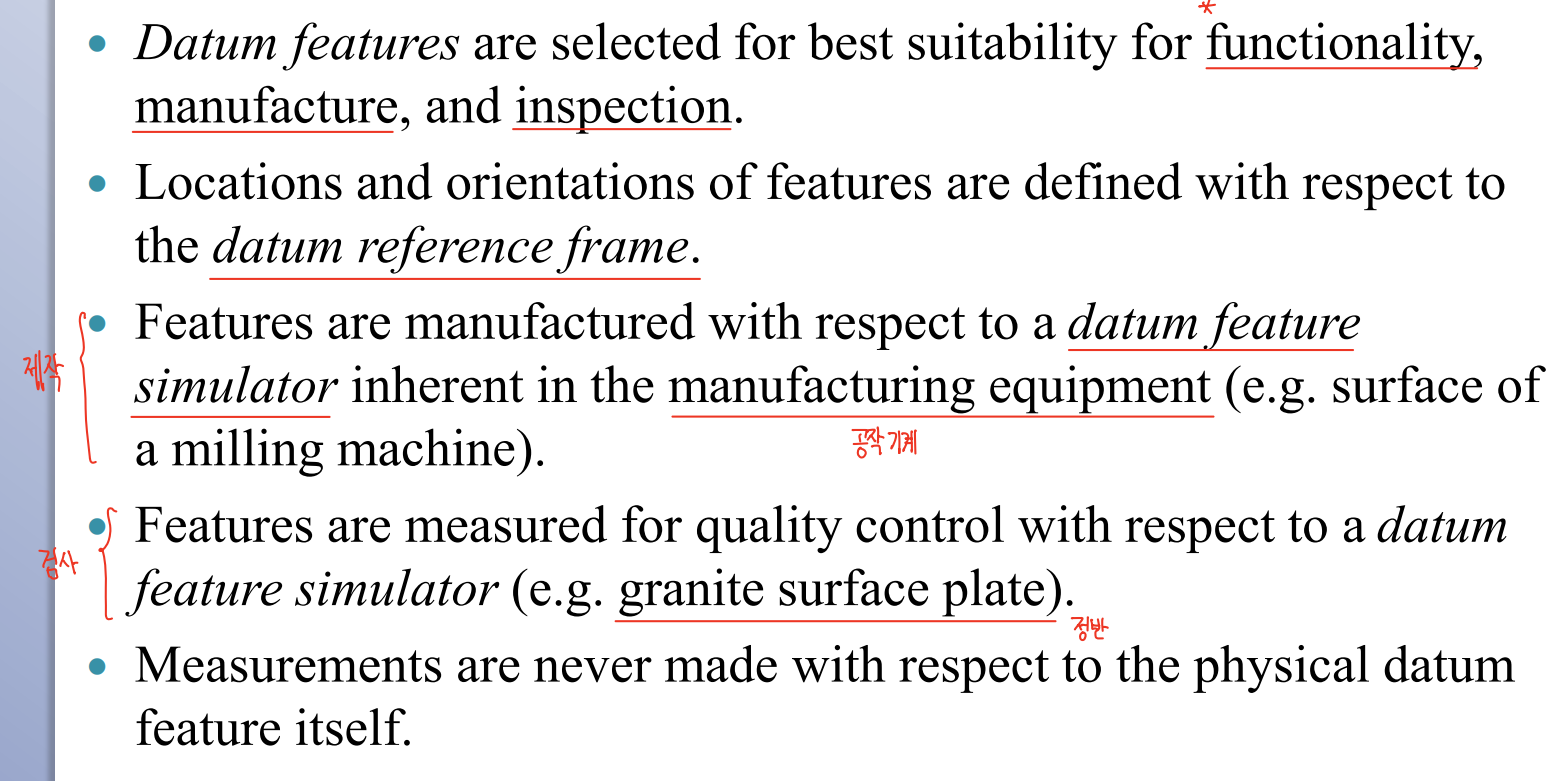 *
• Datum features are selected for best suitability for functionality,
manufacture, and inspection.
• Locations and orientations of features are defined with respect to
the datum reference frame.
• Features are manufactured with respect to a datum feature
제작
simulator inherent in the manufacturing equipment (e.g. surface of
공작기계
a milling machine).
• Features are measured for quality control with respect to a datum
검사
feature simulator (e.g. granite surface plate).
정반
• Measurements are never made with respect to the physical datum
feature itself.